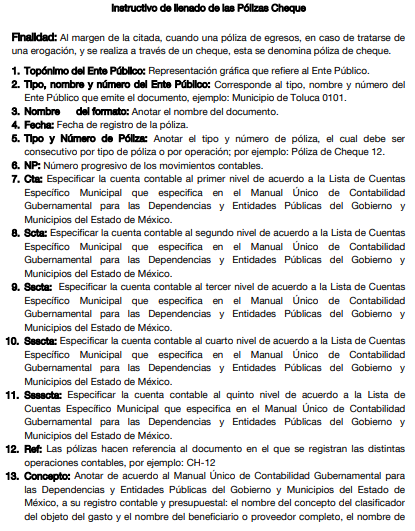 Instructivo de llenado de las Pólizas Cheque
Finalidad: Al margen de la citada, cuando una póliza de egresos, en caso de tratarse de
una erogación, y se realiza a través de un cheque, esta se denomina póliza de cheque.
1. Topónimo del Ente Público: Representación gráfica que refiere al Ente Público.
2. Tipo, nombre y número del Ente Público: Corresponde al tipo, nombre y número del
Ente Público que emite el documento, ejemplo: Municipio de Toluca 0101.
3. Nombre del formato: Anotar el nombre del documento.
4. Fecha: Fecha de registro de la póliza.
5. Tipo y Número de Póliza: Anotar el tipo y número de póliza, el cual debe ser
consecutivo por tipo de póliza o por operación; por ejemplo: Póliza de Cheque 12.
6. NP: Número progresivo de los movimientos contables.
7. Cta: Especificar la cuenta contable al primer nivel de acuerdo a la Lista de Cuentas
Específico Municipal que especifica en el Manual Único de Contabilidad
Gubernamental para las Dependencias y Entidades Públicas del Gobierno y
Municipios del Estado de México.
8. Scta: Especificar la cuenta contable al segundo nivel de acuerdo a la Lista de Cuentas
Específico Municipal que especifica en el Manual Único de Contabilidad
Gubernamental para las Dependencias y Entidades Públicas del Gobierno y
Municipios del Estado de México.
9. Sscta: Especificar la cuenta contable al tercer nivel de acuerdo a la Lista de Cuentas
Específico Municipal que especifica en el Manual Único de Contabilidad
Gubernamental para las Dependencias y Entidades Públicas del Gobierno y
Municipios del Estado de México.
10. Ssscta: Especificar la cuenta contable al cuarto nivel de acuerdo a la Lista de Cuentas
Específico Municipal que especifica en el Manual Único de Contabilidad
Gubernamental para las Dependencias y Entidades Públicas del Gobierno y
Municipios del Estado de México.
11. Sssscta: Especificar la cuenta contable al quinto nivel de acuerdo a la Lista de
Cuentas Específico Municipal que especifica en el Manual Único de Contabilidad
Gubernamental para las Dependencias y Entidades Públicas del Gobierno y
Municipios del Estado de México.
12. Ref: Las pólizas hacen referencia al documento en el que se registran las distintas
operaciones contables, por ejemplo: CH-12
13. Concepto: Anotar de acuerdo al Manual Único de Contabilidad Gubernamental para
las Dependencias y Entidades Públicas del Gobierno y Municipios del Estado de
México, a su registro contable y presupuestal: el nombre del concepto del clasificador
del objeto del gasto y el nombre del beneficiario o proveedor completo, el nombre de